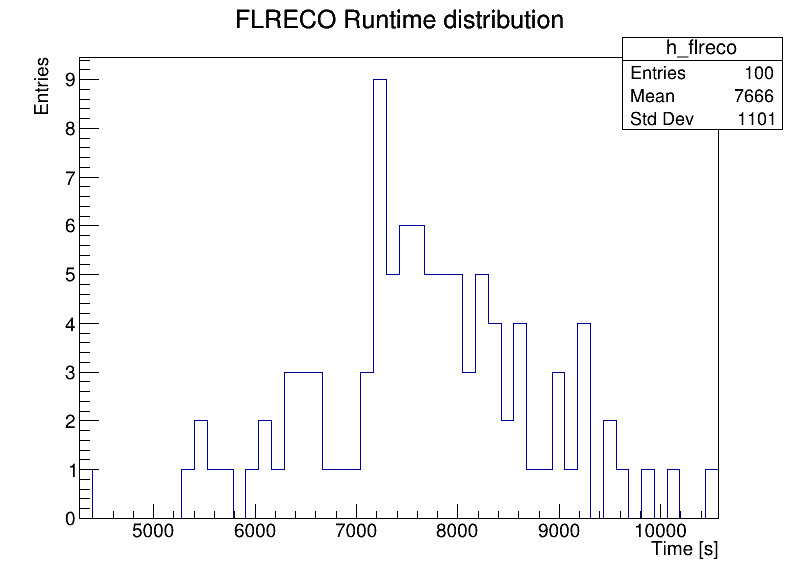 FLRECO Runtime distribution
h_flreco
Entries 100
Mean 7666
Std Dev 1101
Entries
9
8
7
6
5
4
3
2
1
0
5000 6000 7000 8000 9000 10000
Time [s]